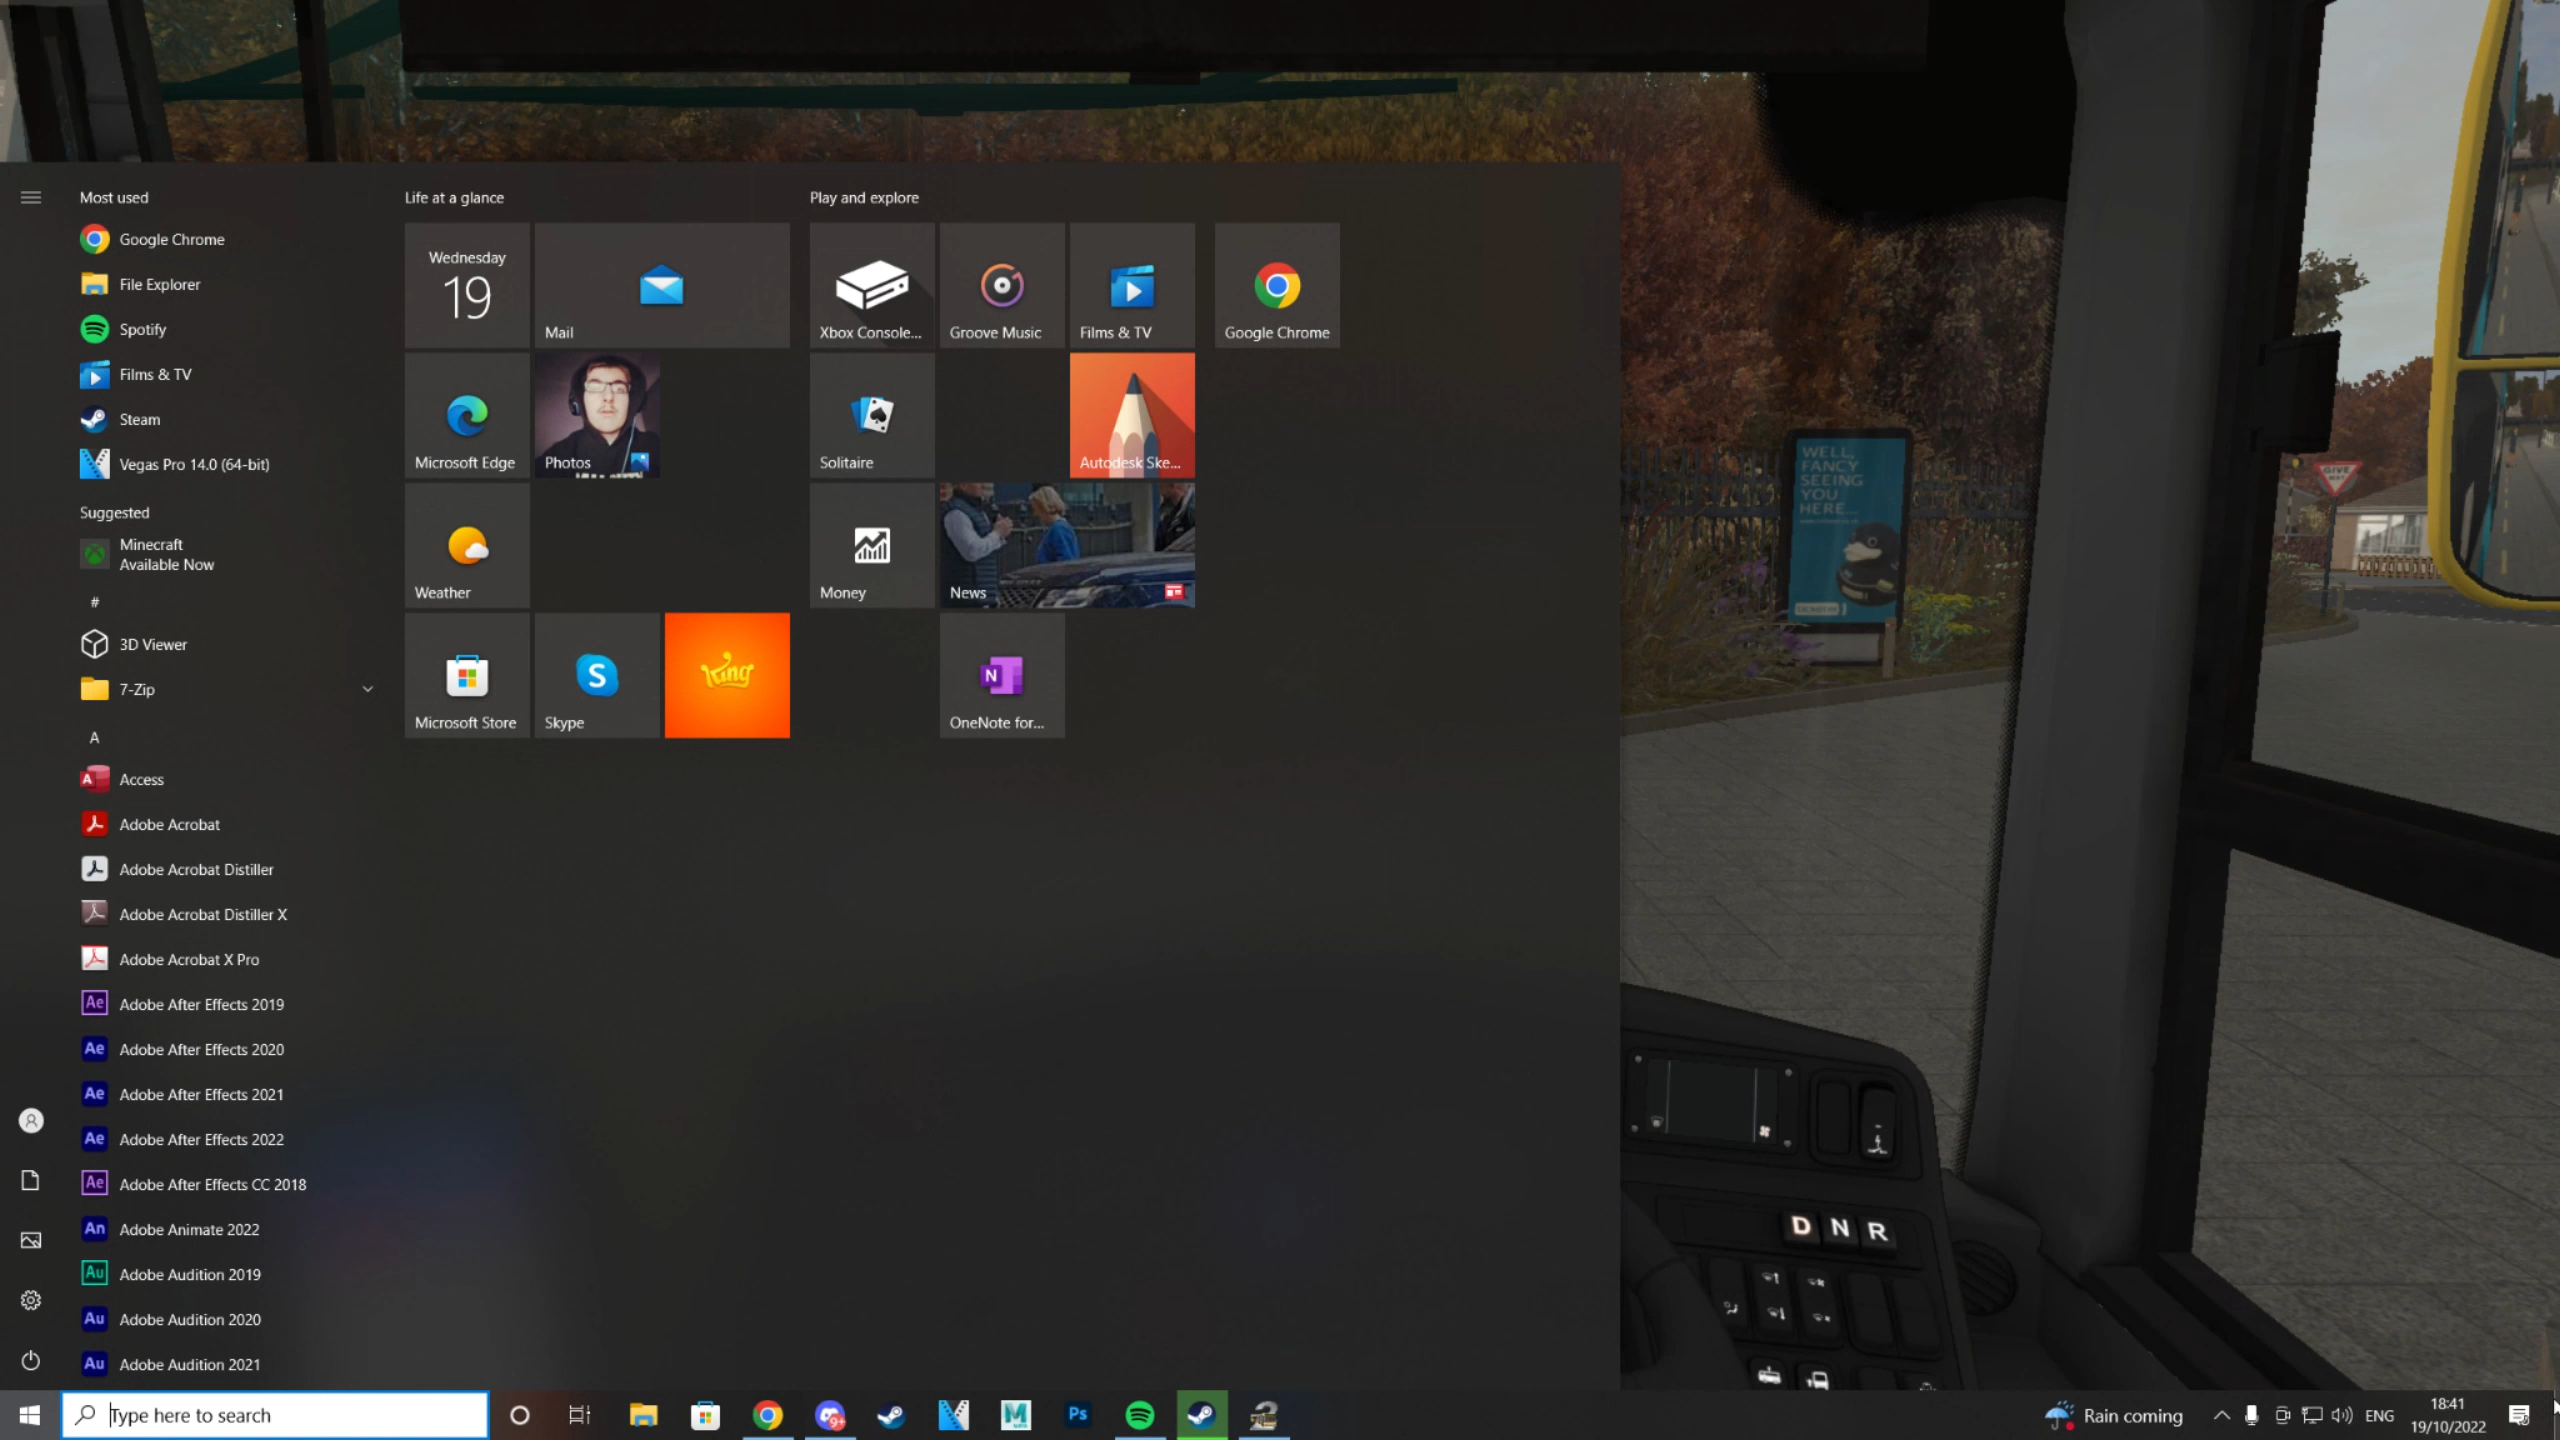 Most used
Google Chrome
File Explorer
Spotify
Films & TV
Steam
Vegas Pro 14.0 (64-bit)
Suggested
Minecraft
Available Now
#
3D Viewer
7-Zip
A
Access
Adobe Acrobat
Adobe Acrobat Distiller
Adobe Acrobat Distiller X
Adobe Acrobat X Pro
Adobe After Effects 2019
Adobe After Effects 2020
Adobe After Effects 2021
Adobe After Effects 2022
Adobe After Effects CC 2018
Adobe Animate 2022
Adobe Audition 2019
Adobe Audition 2020
Adobe Audition 2021
Life at a glance
Wednesday
19
Mail
Microsoft Edge
Photos
Weather
Microsoft Store
Skype
King
Play and explore
Xbox Console...
Groove Music
Films & TV
Google Chrome
Solitaire
Autodesk Ske...
Money
News
OneNote for...
WELL,
FANCY
SEEING
YOU
HERE...
GIVE
D N R
Type here to search
9+
Ps
Rain coming
ENG
18:41
19/10/2022